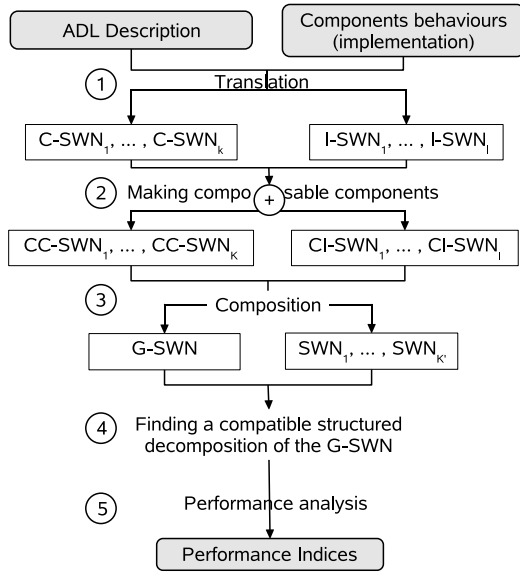 ADL Description
Components behaviours
(implementation)
1
Translation
C-SWN1, ... , C-SWNk
I-SWN1, ... , I-SWNl
2
Making compo + sable components
CC-SWN1, ... , CC-SWNK
CI-SWN1, ... , CI-SWNl
3
Composition
G-SWN
SWN1, ... , SWNK'
4
Finding a compatible structured
decomposition of the G-SWN
5
Performance analysis
Performance Indices